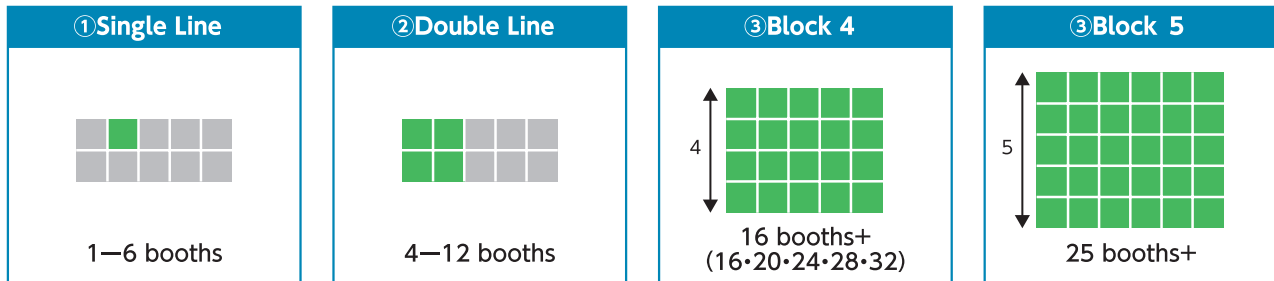 ①Single Line
1—6 booths
②Double Line
4—12 booths
③Block 4
4
16 booths+
(16・20・24・28・32)
③Block 5
5
25 booths+